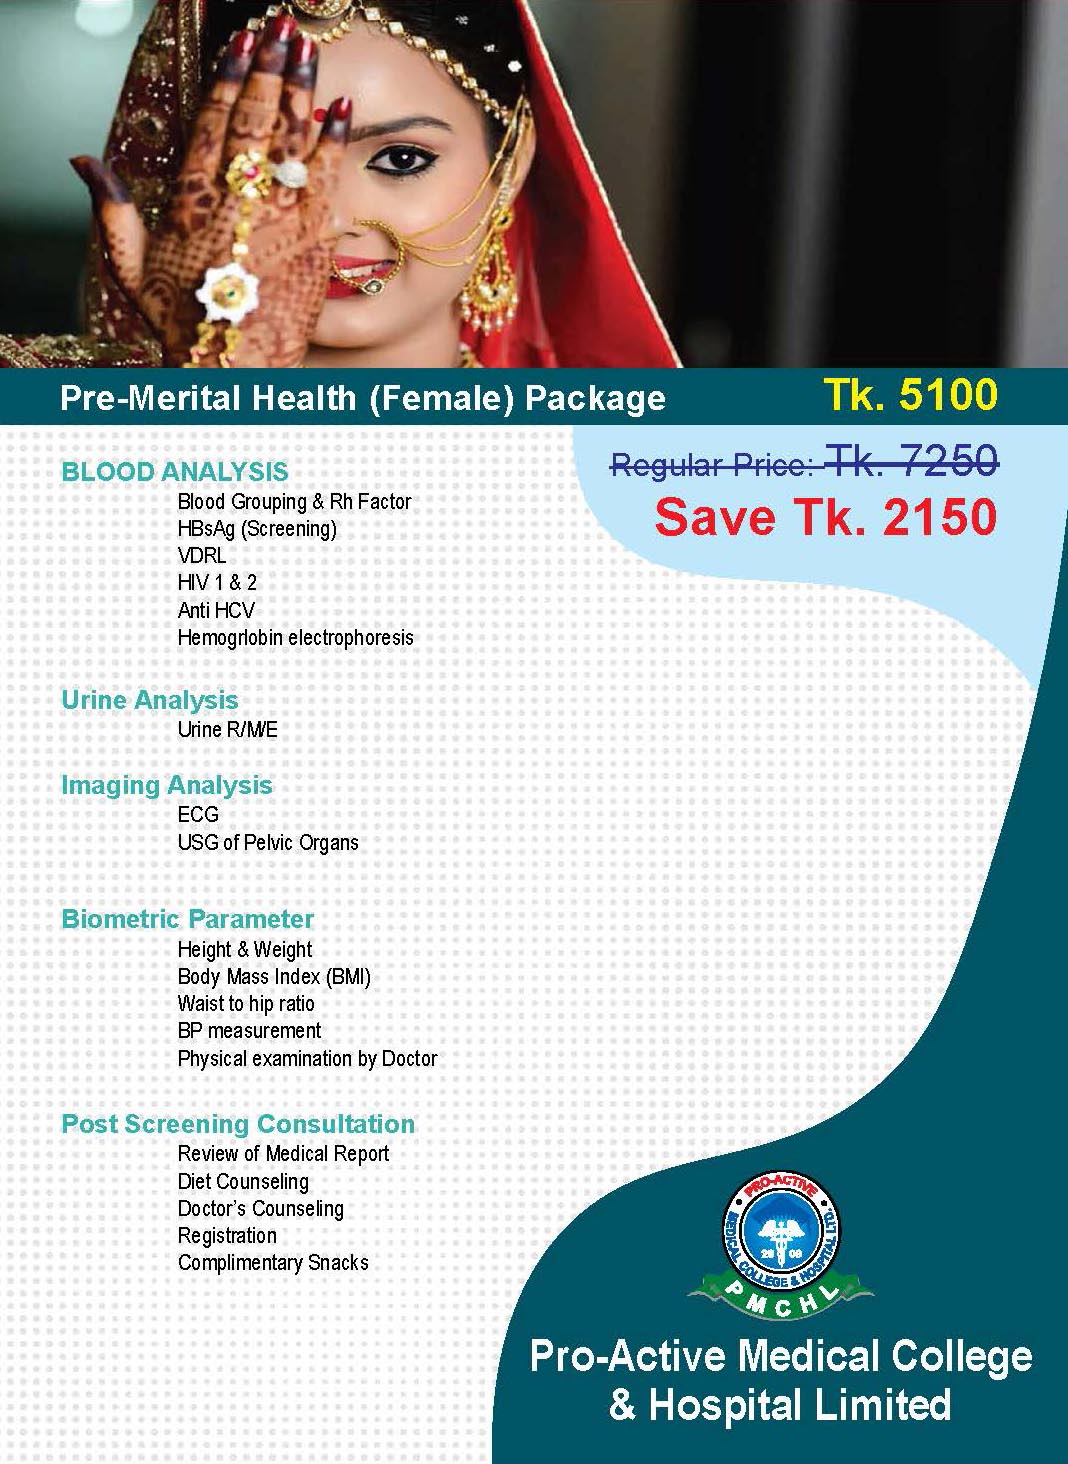 Pre-Merital Health (Female) Package
Tk. 5100
Regular Price: Tk. 7250
Save Tk. 2150
BLOOD ANALYSIS
Blood Grouping & Rh Factor
HBsAg (Screening)
VDRL
HIV 1 & 2
Anti HCV
Hemogrlobin electrophoresis
Urine Analysis
Urine R/M/E
Imaging Analysis
ECG
USG of Pelvic Organs
Biometric Parameter
Height & Weight
Body Mass Index (BMI)
Waist to hip ratio
BP measurement
Physical examination by Doctor
Post Screening Consultation
Review of Medical Report
Diet Counseling
Doctor's Counseling
Registration
Complimentary Snacks
PRO-ACTIVE
MEDICAL COLLEGE & HOSPITAL LTD.
20 09
PMCHL
Pro-Active Medical College
& Hospital Limited